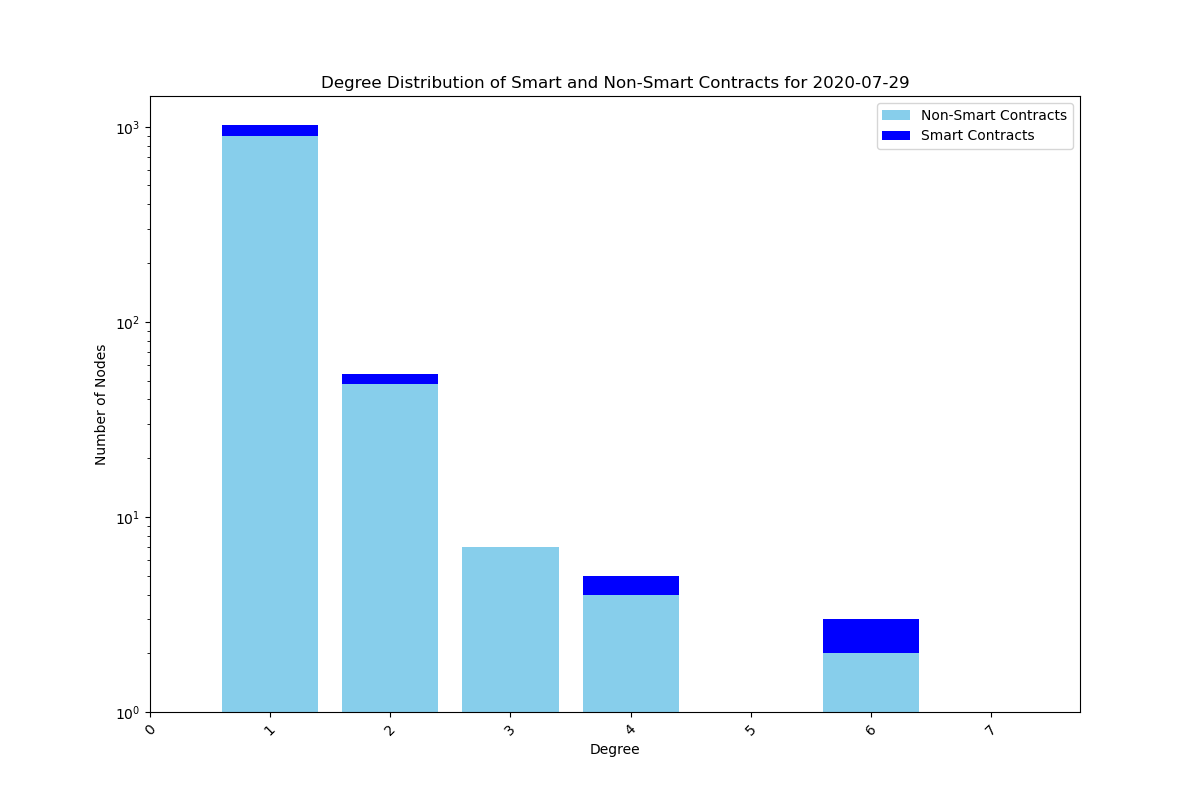 Degree Distribution of Smart and Non-Smart Contracts for 2020-07-29
Non-Smart Contracts
Smart Contracts
10³
10²
10¹
10⁰
Number of Nodes
0 1 2 3 4 5 6 7
Degree